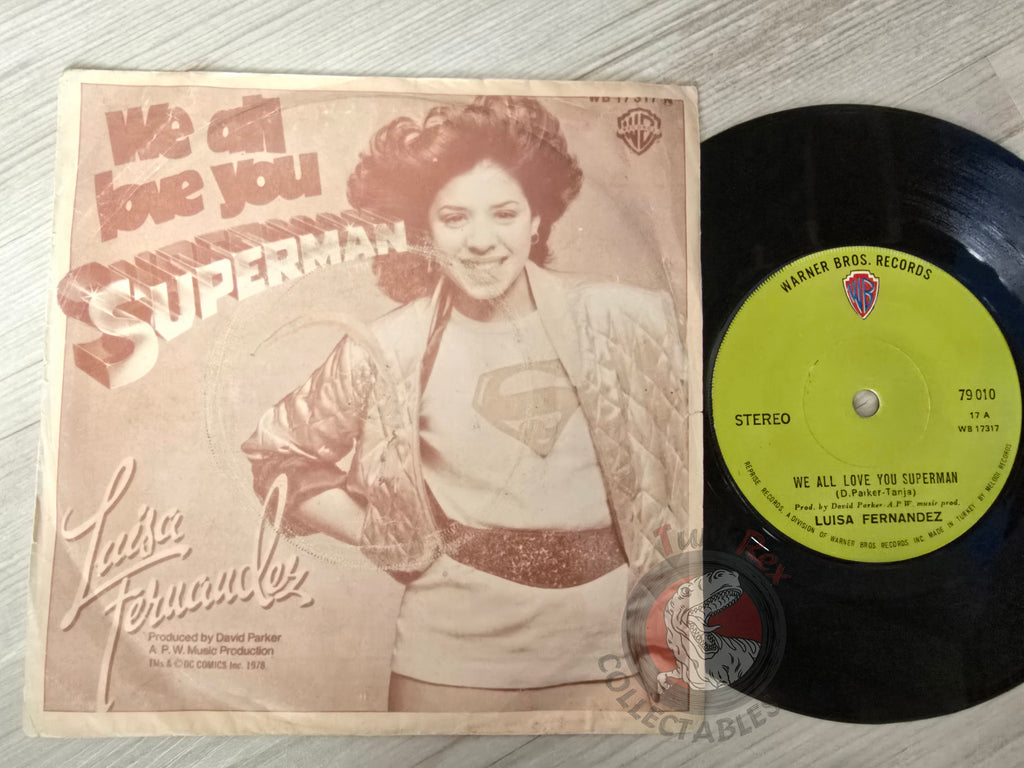 We all
love you
SUPERMAN
WB 17317 N
Luisa
Fernandez
Produced by David Parker
A. P. W. Music Production
TMs & © DC COMICS Inc. 1978
WARNER BROS. RECORDS
WB
STEREO
79 010
17 A
WB 17317
WE ALL LOVE YOU SUPERMAN
(D.Parker-Tanja)
Prod. by David Parker A.P.W. music prod.
LUISA FERNANDEZ
REPRISE RECORDS, A DIVISION OF WARNER BROS. RECORDS INC. MADE IN TURKEY BY MELODI RECORDS
Rex
COLLECTABLES